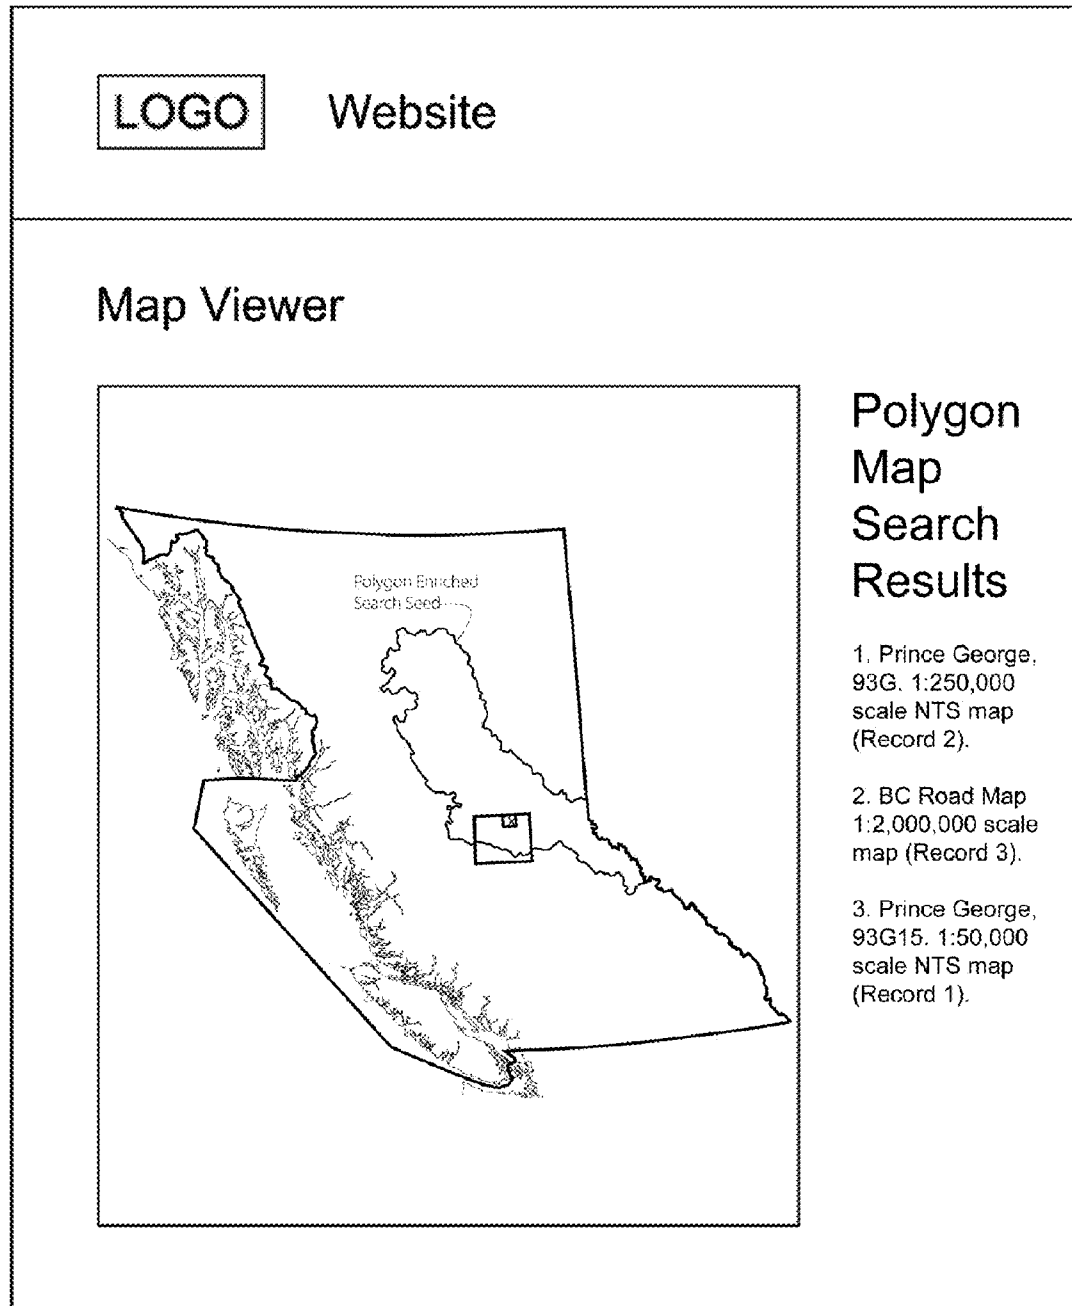 LOGO
Website
Map Viewer
Polygon Enriched
Search Seed
Polygon
Map
Search
Results
1. Prince George,
93G. 1:250,000
scale NTS map
(Record 2).
2. BC Road Map
1:2,000,000 scale
map (Record 3).
3. Prince George,
93G15. 1:50,000
scale NTS map
(Record 1).